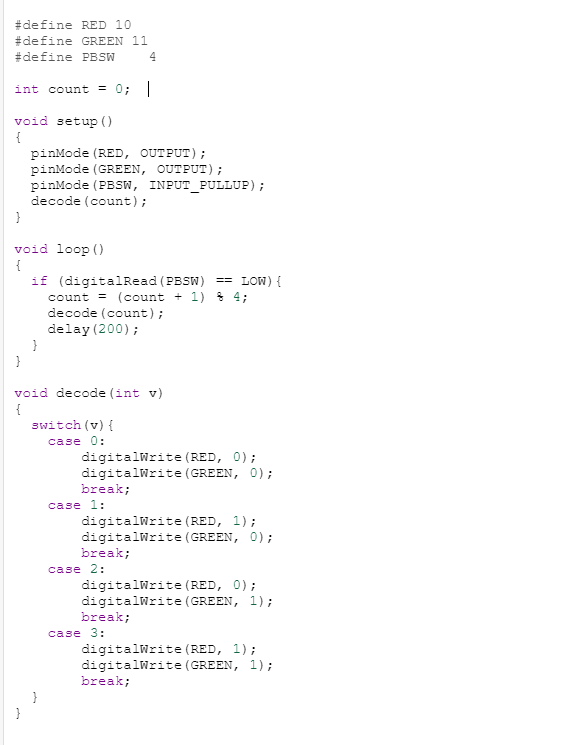 #define RED 10
#define GREEN 11
#define PBSW    4

int count = 0;

void setup()
{
  pinMode(RED, OUTPUT);
  pinMode(GREEN, OUTPUT);
  pinMode(PBSW, INPUT_PULLUP);
  decode(count);
}

void loop()
{
  if (digitalRead(PBSW) == LOW){
    count = (count + 1) % 4;
    decode(count);
    delay(200);
  }
}

void decode(int v)
{
  switch(v){
    case 0:
        digitalWrite(RED, 0);
        digitalWrite(GREEN, 0);
        break;
    case 1:
        digitalWrite(RED, 1);
        digitalWrite(GREEN, 0);
        break;
    case 2:
        digitalWrite(RED, 0);
        digitalWrite(GREEN, 1);
        break;
    case 3:
        digitalWrite(RED, 1);
        digitalWrite(GREEN, 1);
        break;
  }
}